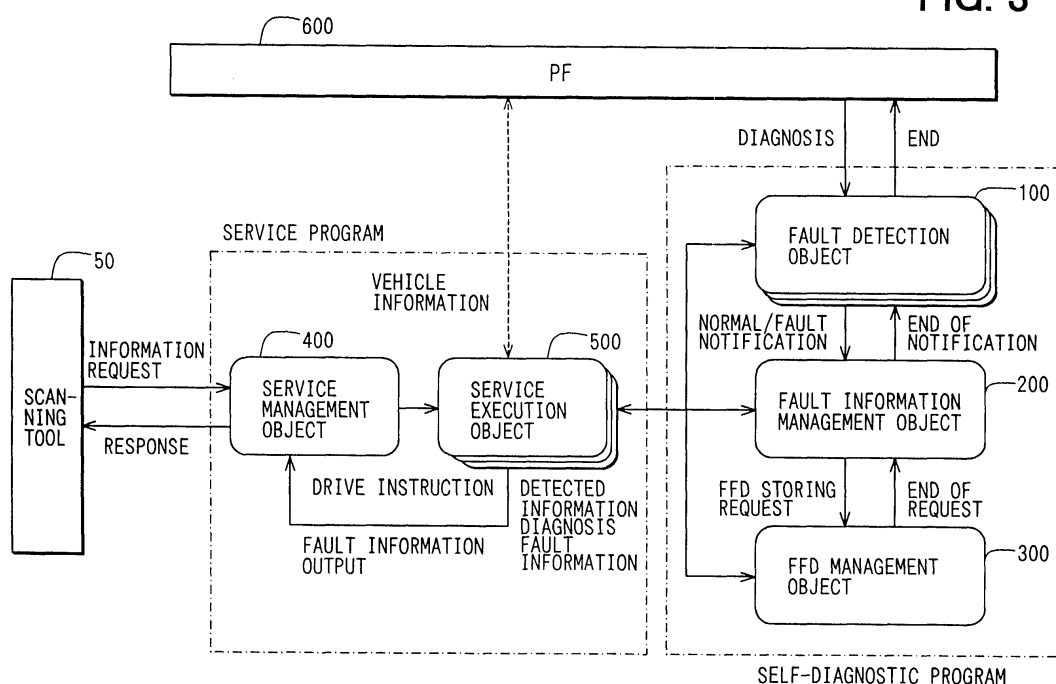 FIG. 3
600
PF
DIAGNOSIS
END
100
FAULT DETECTION
OBJECT
SERVICE PROGRAM
50
VEHICLE
INFORMATION
NORMAL/FAULT
NOTIFICATION
END OF
NOTIFICATION
INFORMATION
REQUEST
400
500
200
SCAN-
NING
TOOL
SERVICE
MANAGEMENT
OBJECT
SERVICE
EXECUTION
OBJECT
FAULT INFORMATION
MANAGEMENT OBJECT
RESPONSE
DRIVE INSTRUCTION
DETECTED
INFORMATION
DIAGNOSIS
FAULT
INFORMATION
FFD STORING
REQUEST
END OF
REQUEST
FAULT INFORMATION
OUTPUT
300
FFD MANAGEMENT
OBJECT
SELF-DIAGNOSTIC PROGRAM